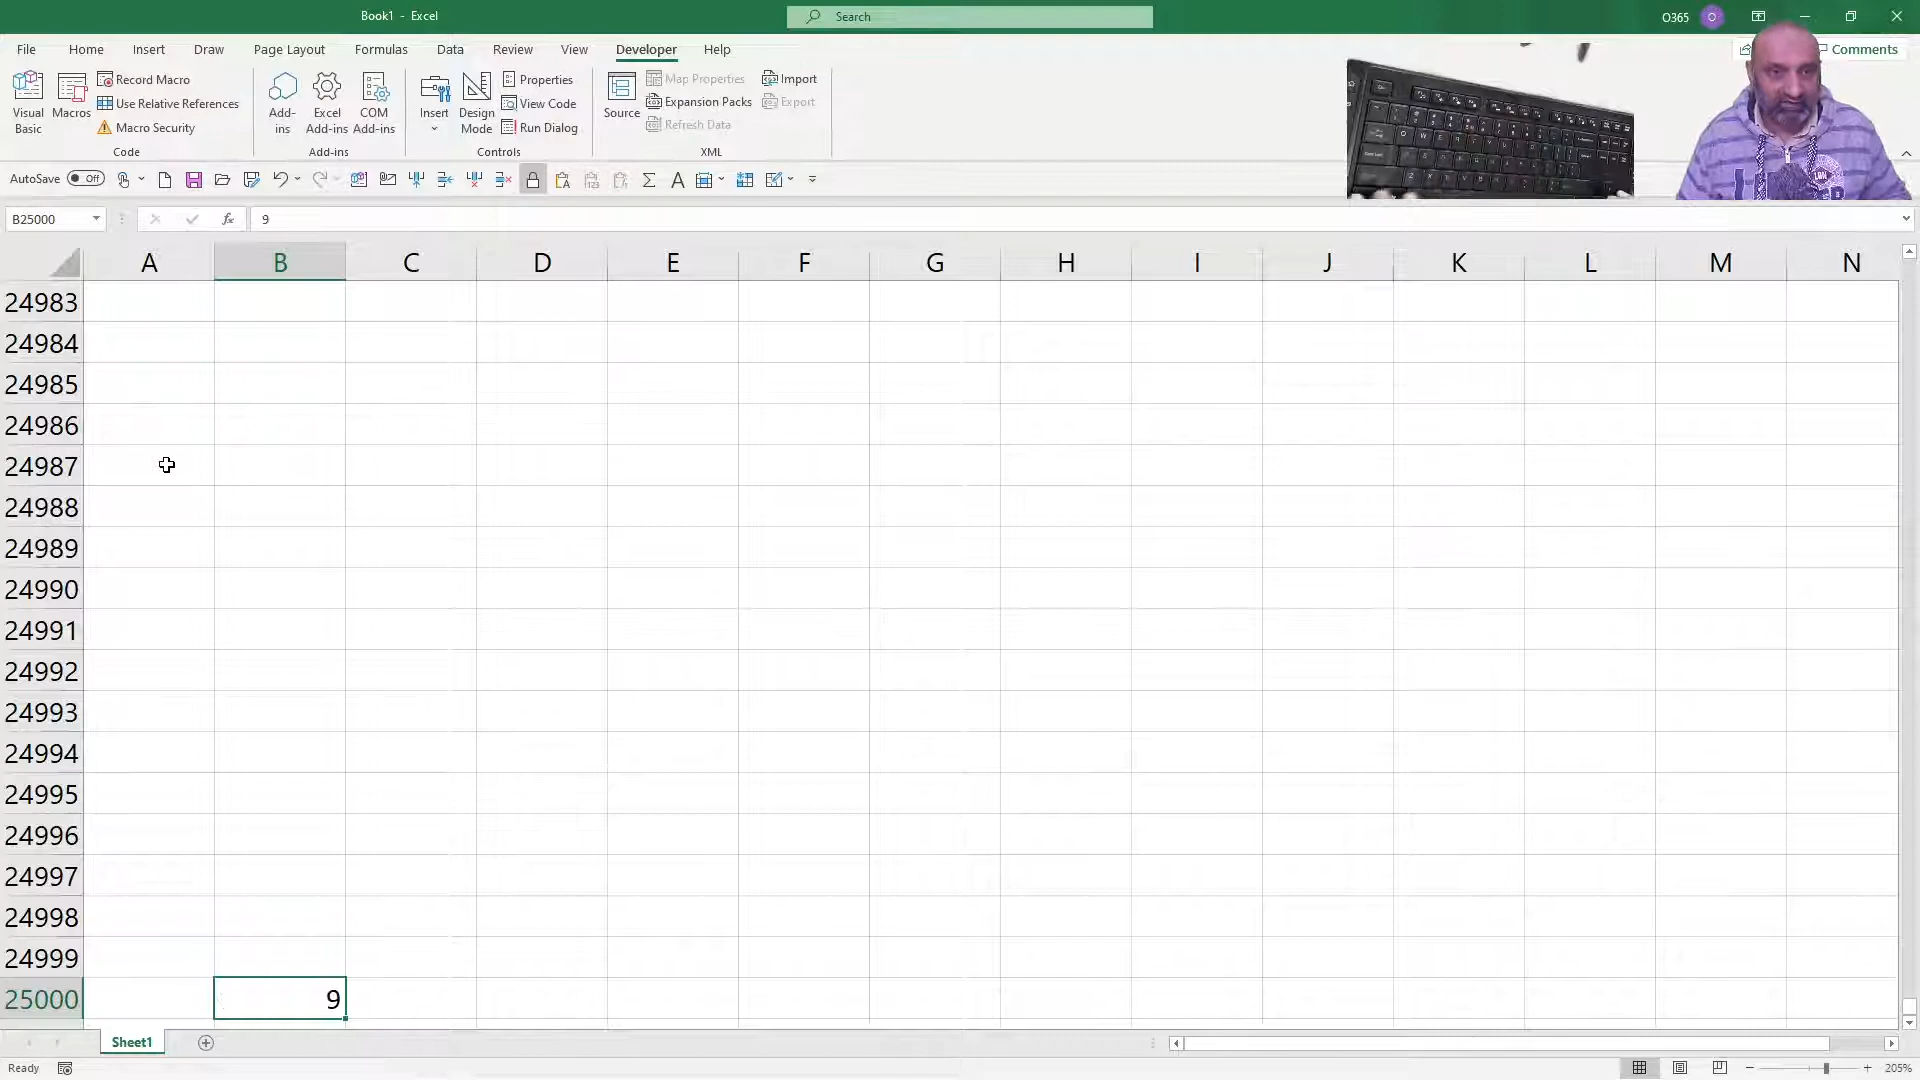 Book1 - Excel
Search
O365
O
File Home Insert Draw Page Layout Formulas Data Review View Developer Help
Comments
Visual Basic
Macros
Record Macro
Use Relative References
Macro Security
Code
Add-ins
Excel Add-ins
COM Add-ins
Add-ins
Insert
Design Mode
Properties
View Code
Run Dialog
Controls
Source
Map Properties
Expansion Packs
Refresh Data
Import
Export
XML
AutoSave Off
B25000
fx
9
A B C D E F G H I J K L M N
24983
24984
24985
24986
24987
24988
24989
24990
24991
24992
24993
24994
24995
24996
24997
24998
24999
25000 9
Sheet1
Ready
205%